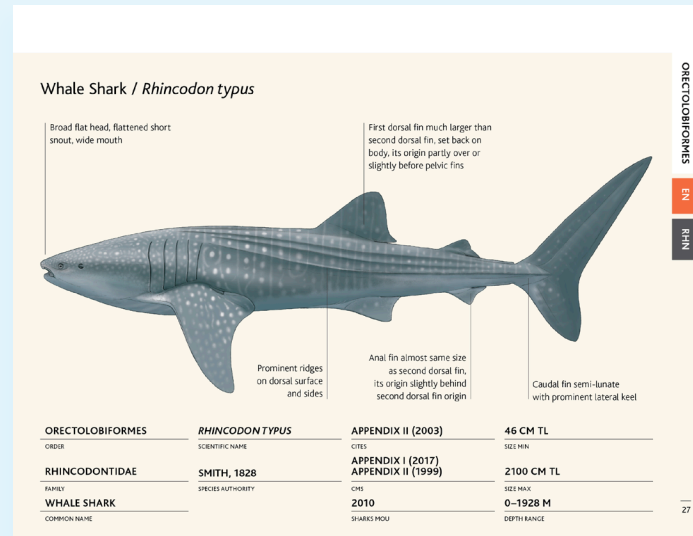 Whale Shark / Rhincodon typus
Broad flat head, flattened short
snout, wide mouth
First dorsal fin much larger than
second dorsal fin, set back on
body, its origin partly over or
slightly before pelvic fins
ORECTOLOBIFORMES
EN
RHN
Prominent ridges
on dorsal surface
and sides
Anal fin almost same size
as second dorsal fin,
its origin slightly behind
second dorsal fin origin
Caudal fin semi-lunate
with prominent lateral keel
ORECTOLOBIFORMES
ORDER
RHINCODONTIDAE
FAMILY
WHALE SHARK
COMMON NAME
RHINCODON TYPUS
SCIENTIFIC NAME
SMITH, 1828
SPECIES AUTHORITY
APPENDIX II (2003)
CITES
APPENDIX I (2017)
APPENDIX II (1999)
CMS
2010
SHARKS MOU
46 CM TL
SIZE MIN
2100 CM TL
SIZE MAX
0–1928 M
DEPTH RANGE
27